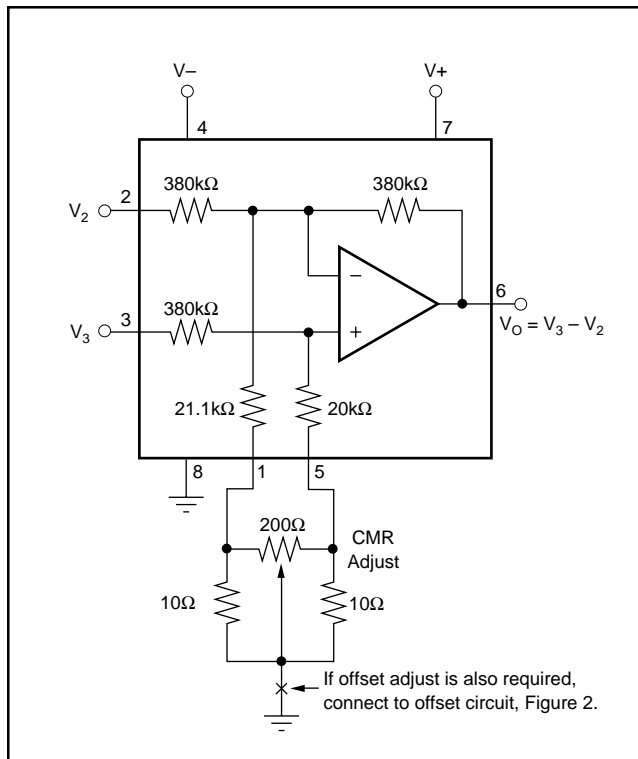 V– V+
4 7
380kΩ 380kΩ
V2 2
–
3 6
V3 380kΩ +
VO = V3 – V2
21.1kΩ 20kΩ
8 1 5
200Ω CMR
Adjust
10Ω 10Ω
If offset adjust is also required,
connect to offset circuit, Figure 2.